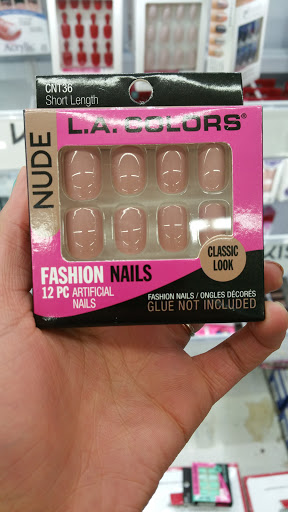 Acrylic
CN136
Short Length
L.A. COLORS®
NUDE
CLASSIC
LOOK
FASHION NAILS
12 PC ARTIFICIAL
NAILS
FASHION NAILS / ONGLES DÉCORÉS
GLUE NOT INCLUDED